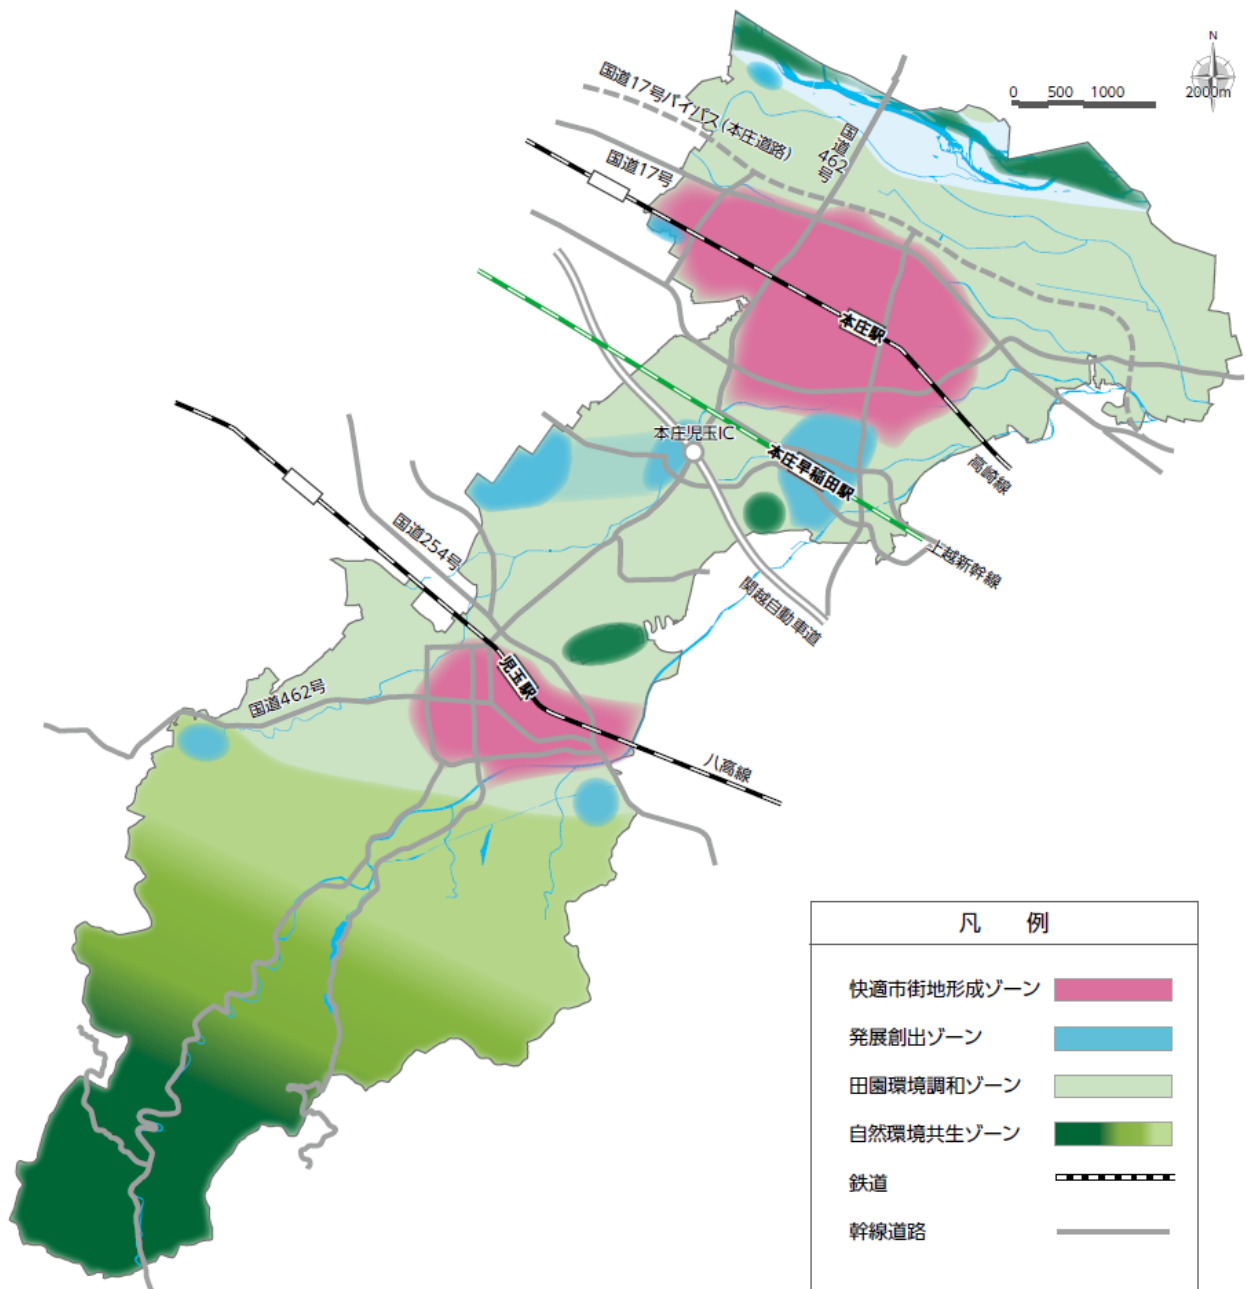 N
0 500 1000 2000m
国道17号バイパス(本庄道路)
国道462号
国道17号
本庄駅
本庄児玉IC
本庄早稲田駅
高崎線
上越新幹線
国道254号
関越自動車道
児玉駅
国道462号
八高線
凡 例
快適市街地形成ゾーン
発展創出ゾーン
田園環境調和ゾーン
自然環境共生ゾーン
鉄道
幹線道路